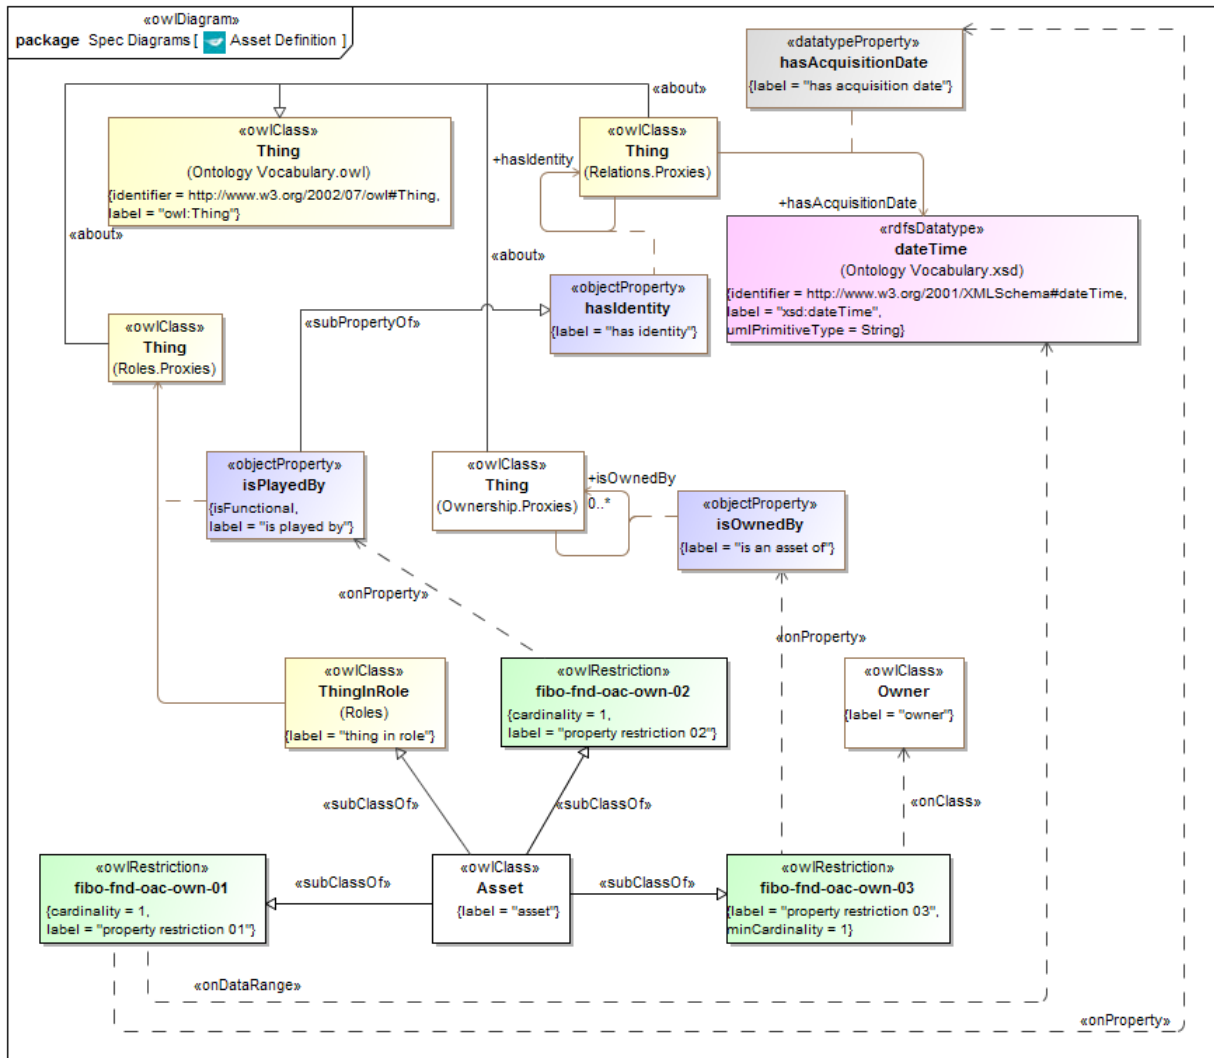 «owlDiagram»
package Spec Diagrams [ Asset Definition ]
«datatypeProperty»
hasAcquisitionDate
{label = "has acquisition date"}
«about»
«owlClass»
Thing
(Ontology Vocabulary.owl)
{identifier = http://www.w3.org/2002/07/owl#Thing,
label = "owl:Thing"}
+hasIdentity
«owlClass»
Thing
(Relations.Proxies)
+hasAcquisitionDate
«about»
«about»
«rdfsDatatype»
dateTime
(Ontology Vocabulary.xsd)
{identifier = http://www.w3.org/2001/XMLSchema#dateTime,
label = "xsd:dateTime",
umlPrimitiveType = String}
«objectProperty»
hasIdentity
{label = "has identity"}
«subPropertyOf»
«owlClass»
Thing
(Roles.Proxies)
«objectProperty»
isPlayedBy
{isFunctional,
label = "is played by"}
«owlClass»
Thing
(Ownership.Proxies)
+isOwnedBy
0..*
«objectProperty»
isOwnedBy
{label = "is an asset of"}
«onProperty»
«onProperty»
«owlClass»
ThingInRole
(Roles)
{label = "thing in role"}
«owlRestriction»
fibo-fnd-oac-own-02
{cardinality = 1,
label = "property restriction 02"}
«owlClass»
Owner
{label = "owner"}
«subClassOf»
«subClassOf»
«onClass»
«owlRestriction»
fibo-fnd-oac-own-01
{cardinality = 1,
label = "property restriction 01"}
«subClassOf»
«owlClass»
Asset
{label = "asset"}
«subClassOf»
«owlRestriction»
fibo-fnd-oac-own-03
{label = "property restriction 03",
minCardinality = 1}
«onDataRange»
«onProperty»